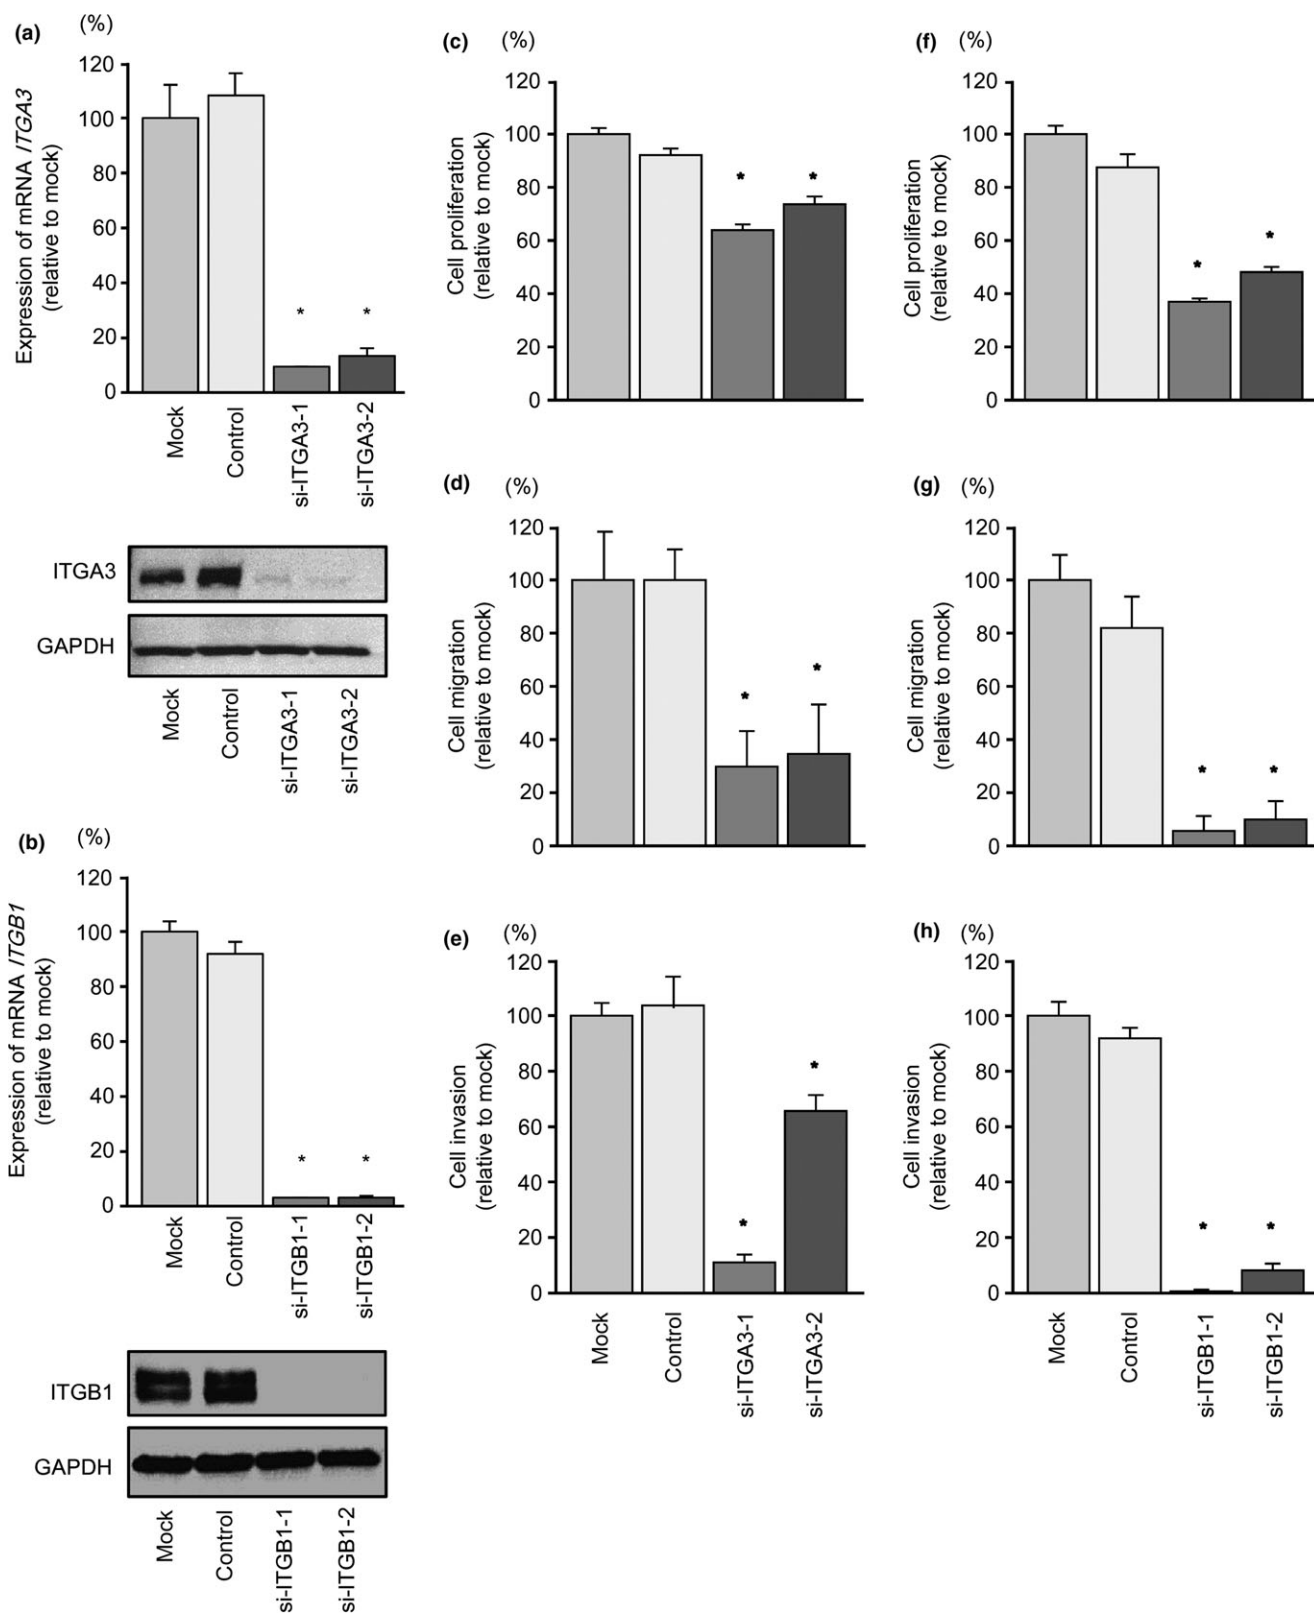 (a)
(%)
Expression of mRNA ITGA3
(relative to mock)
120
100
80
60
40
20
0
*
*
Mock
Control
si-ITGA3-1
si-ITGA3-2
ITGA3
GAPDH
Mock
Control
si-ITGA3-1
si-ITGA3-2
(b)
(%)
Expression of mRNA ITGB1
(relative to mock)
120
100
80
60
40
20
0
*
*
Mock
Control
si-ITGB1-1
si-ITGB1-2
ITGB1
GAPDH
Mock
Control
si-ITGB1-1
si-ITGB1-2
(c)
(%)
Cell proliferation
(relative to mock)
120
100
80
60
40
20
0
*
*
(d)
(%)
Cell migration
(relative to mock)
120
100
80
60
40
20
0
*
*
(e)
(%)
Cell invasion
(relative to mock)
120
100
80
60
40
20
0
*
*
Mock
Control
si-ITGA3-1
si-ITGA3-2
(f)
(%)
Cell proliferation
(relative to mock)
120
100
80
60
40
20
0
*
*
(g)
(%)
Cell migration
(relative to mock)
120
100
80
60
40
20
0
*
*
(h)
(%)
Cell invasion
(relative to mock)
120
100
80
60
40
20
0
*
*
Mock
Control
si-ITGB1-1
si-ITGB1-2